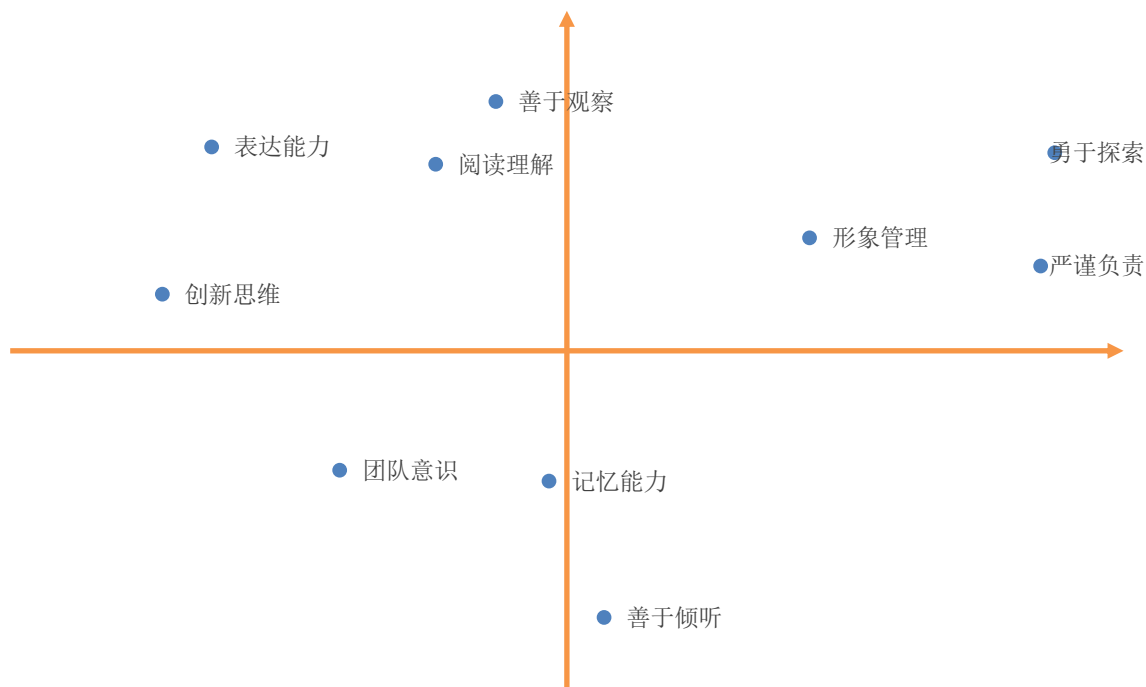 善于观察
表达能力
勇于探索
阅读理解
形象管理
严谨负责
创新思维
团队意识
记忆能力
善于倾听